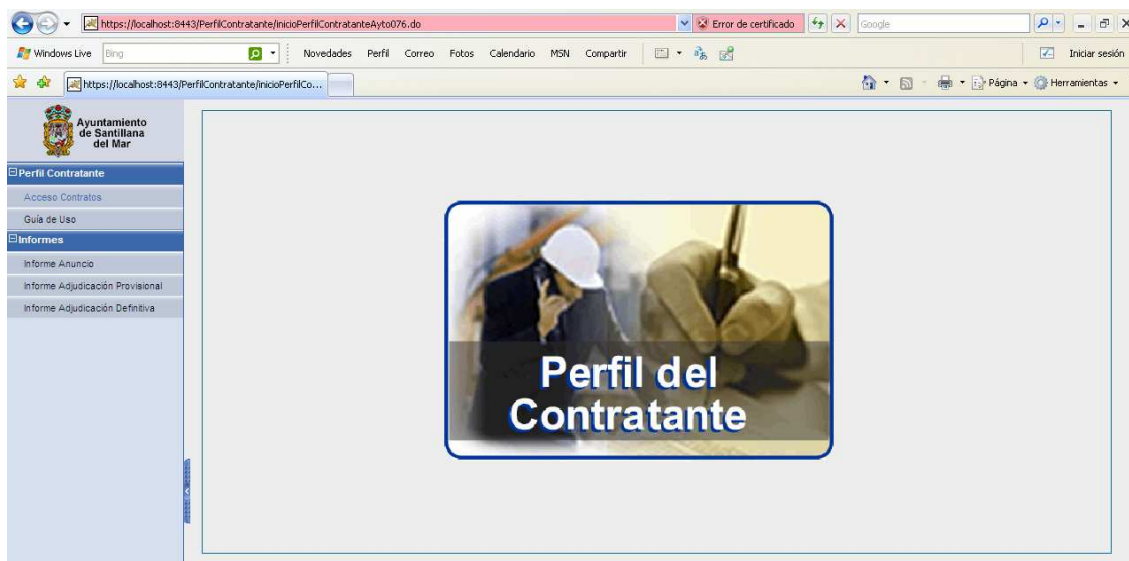 https://localhost:8443/PerfilContratante/inicioPerfilContratanteAyto076.do
Error de certificado
Google
Windows Live
Bing
Novedades Perfil Correo Fotos Calendario MSN Compartir
Iniciar sesión
https://localhost:8443/PerfilContratante/inicioPerfilCo...
Página
Herramientas
Ayuntamiento
de Santillana
del Mar
Perfil Contratante
Acceso Contratos
Guía de Uso
Informes
Informe Anuncio
Informe Adjudicación Provisional
Informe Adjudicación Definitiva
Perfil del
Contratante